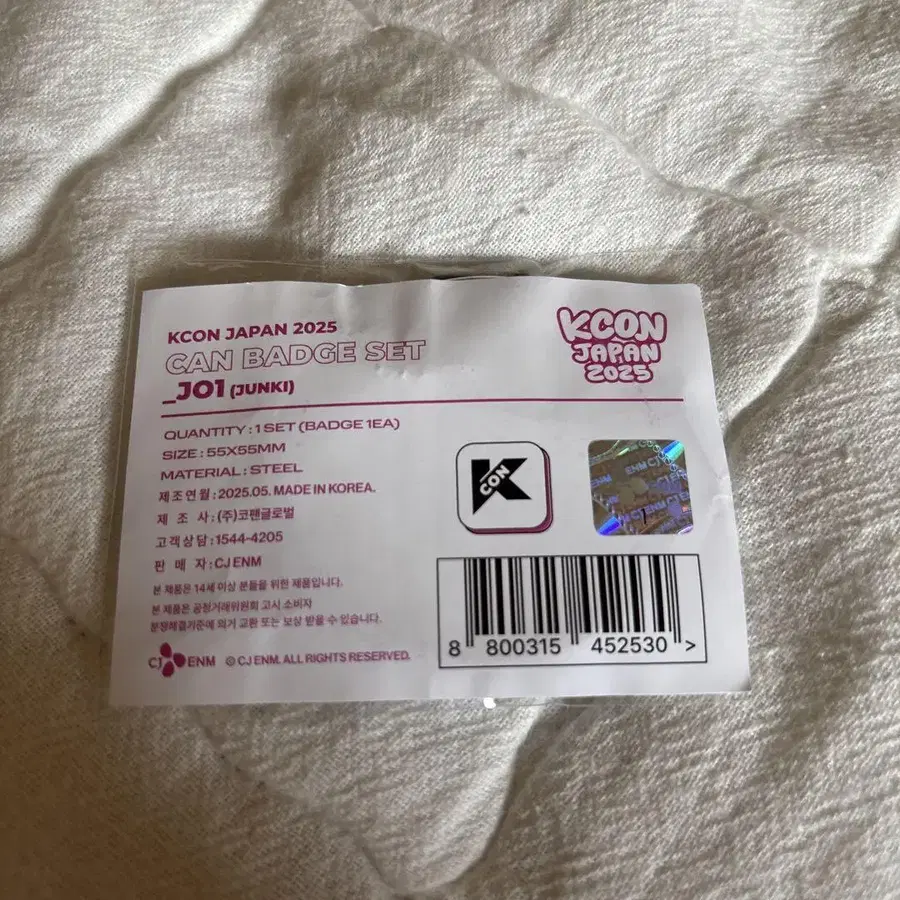 KCON JAPAN 2025
CAN BADGE SET
_JO1 (JUNKI)
KCON
JAPAN
2025
QUANTITY : 1 SET (BADGE 1EA)
SIZE : 55X55MM
MATERIAL : STEEL
제조연월 : 2025.05. MADE IN KOREA.
제 조 사 : (주)코팬글로벌
고객상담 : 1544-4205
판 매 자 : CJ ENM
본 제품은 14세 이상 분들을 위한 제품입니다.
본 제품은 공정거래위원회 고시 소비자
분쟁해결기준에 의거 교환 또는 보상 받을 수 있습니다.
CJ ENM © CJ ENM. ALL RIGHTS RESERVED.
K CON
ENM CJ
CJ ENM
8 800315 452530 >